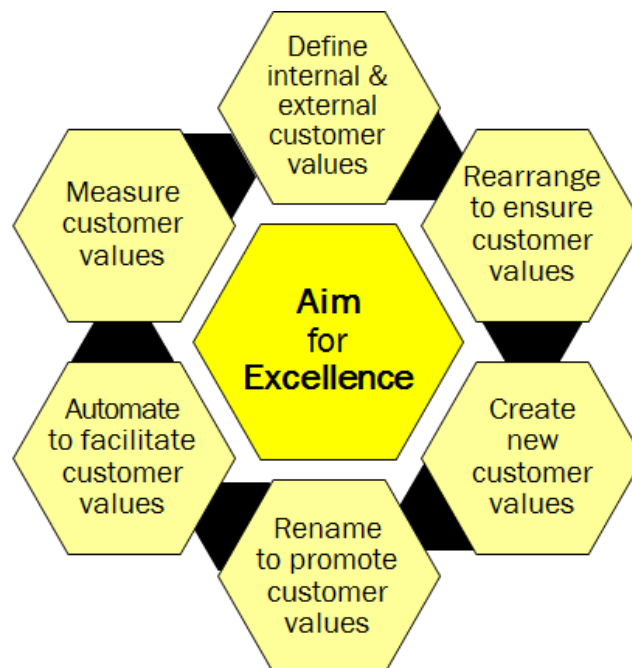 Define
internal &
external
customer
values
Rearrange
to ensure
customer
values
Create
new
customer
values
Rename
to promote
customer
values
Automate
to facilitate
customer
values
Measure
customer
values
Aim
for
Excellence